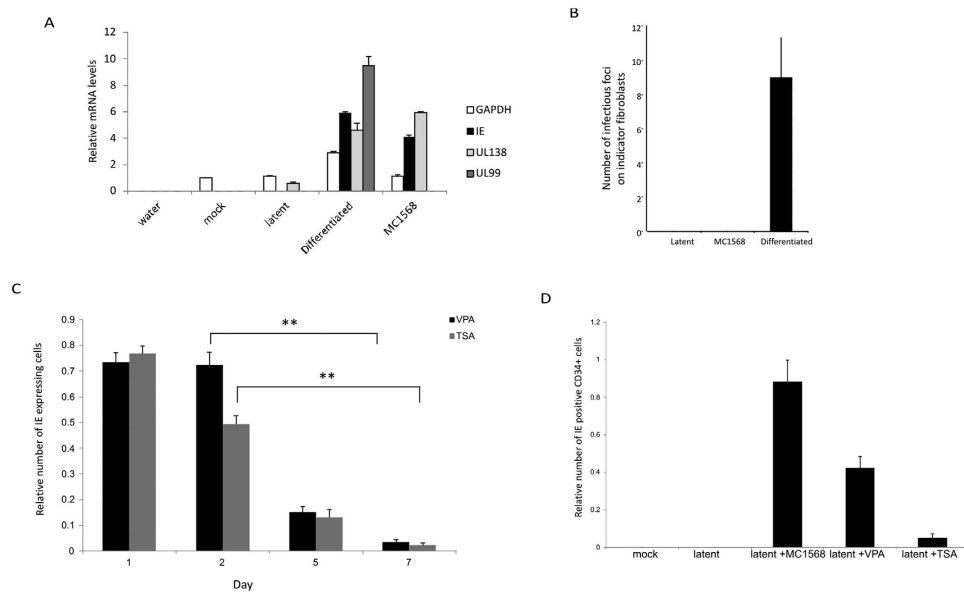 A
Relative mRNA levels
12
10
8
6
4
2
0
water
mock
latent
Differentiated
MC1568
GAPDH
IE
UL138
UL99
B
Number of infectious foci
on indicator fibroblasts
12'
10'
8'
6'
4'
2'
0'
Latent
MC1568
Differentiated
C
Relative number of IE expressing cells
0.9
0.8
0.7
0.6
0.5
0.4
0.3
0.2
0.1
0
**
**
VPA
TSA
1
2
5
7
Day
D
Relative number of IE positive CD34+ cells
1.2
1
0.8
0.6
0.4
0.2
0
mock
latent
latent +MC1568
latent +VPA
latent +TSA